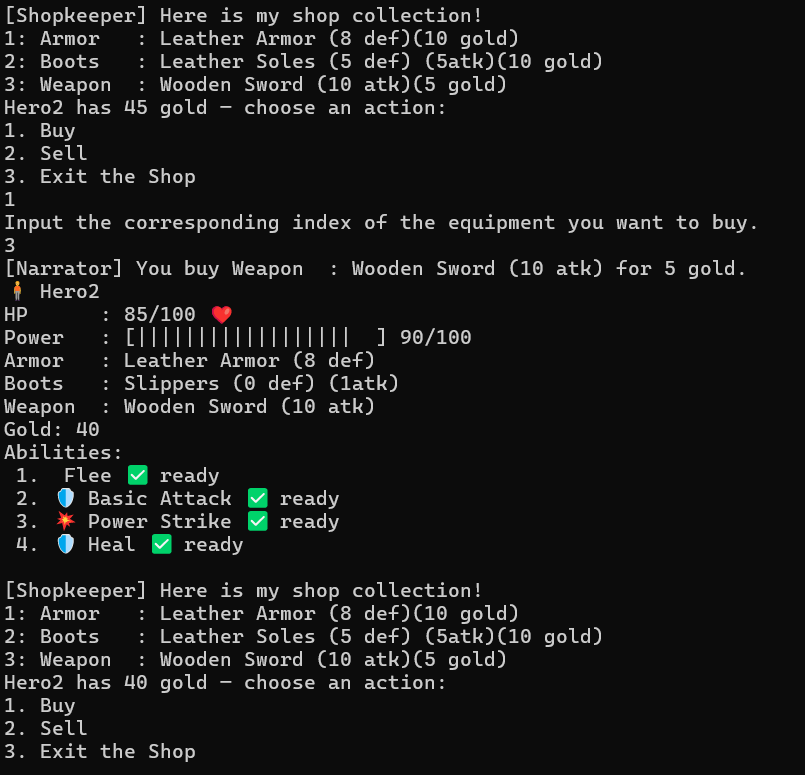 [Shopkeeper] Here is my shop collection!
1: Armor   : Leather Armor (8 def)(10 gold)
2: Boots   : Leather Soles (5 def) (5atk)(10 gold)
3: Weapon  : Wooden Sword (10 atk)(5 gold)
Hero2 has 45 gold — choose an action:
1. Buy
2. Sell
3. Exit the Shop
1
Input the corresponding index of the equipment you want to buy.
3
[Narrator] You buy Weapon  : Wooden Sword (10 atk) for 5 gold.
🧍 Hero2
HP      : 85/100 ❤️
Power   : [||||||||||||||||||  ] 90/100
Armor   : Leather Armor (8 def)
Boots   : Slippers (0 def) (1atk)
Weapon  : Wooden Sword (10 atk)
Gold: 40
Abilities:
 1.  Flee ✅ ready
 2. 🛡️ Basic Attack ✅ ready
 3. 💥 Power Strike ✅ ready
 4. 🛡️ Heal ✅ ready
[Shopkeeper] Here is my shop collection!
1: Armor   : Leather Armor (8 def)(10 gold)
2: Boots   : Leather Soles (5 def) (5atk)(10 gold)
3: Weapon  : Wooden Sword (10 atk)(5 gold)
Hero2 has 40 gold — choose an action:
1. Buy
2. Sell
3. Exit the Shop